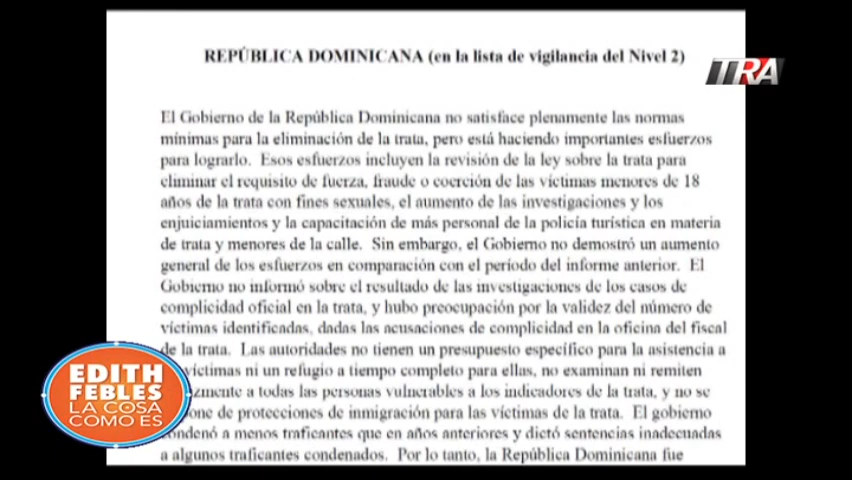 REPÚBLICA DOMINICANA (en la lista de vigilancia del Nivel 2)
ITRA
El Gobierno de la República Dominicana no satisface plenamente las normas
mínimas para la eliminación de la trata, pero está haciendo importantes esfuerzos
para lograrlo. Esos esfuerzos incluyen la revisión de la ley sobre la trata para
eliminar el requisito de fuerza, fraude o coerción de las víctimas menores de 18
años de la trata con fines sexuales, el aumento de las investigaciones y los
enjuiciamientos y la capacitación de más personal de la policía turística en materia
de trata y menores de la calle. Sin embargo, el Gobierno no demostró un aumento
general de los esfuerzos en comparación con el período del informe anterior. El
Gobierno no informó sobre el resultado de las investigaciones de los casos de
complicidad oficial en la trata, y hubo preocupación por la validez del número de
víctimas identificadas, dadas las acusaciones de complicidad en la oficina del fiscal
de la trata. Las autoridades no tienen un presupuesto específico para la asistencia a
víctimas ni un refugio a tiempo completo para ellas, no examinan ni remiten
a todas las personas vulnerables a los indicadores de la trata, y no se
de protecciones de inmigración para las víctimas de la trata. El gobierno
condenó a menos traficantes que en años anteriores y dictó sentencias inadecuadas
a algunos traficantes condenados. Por lo tanto, la República Dominicana fue
EDITH
FEBLES
LA COSA
COMO ES